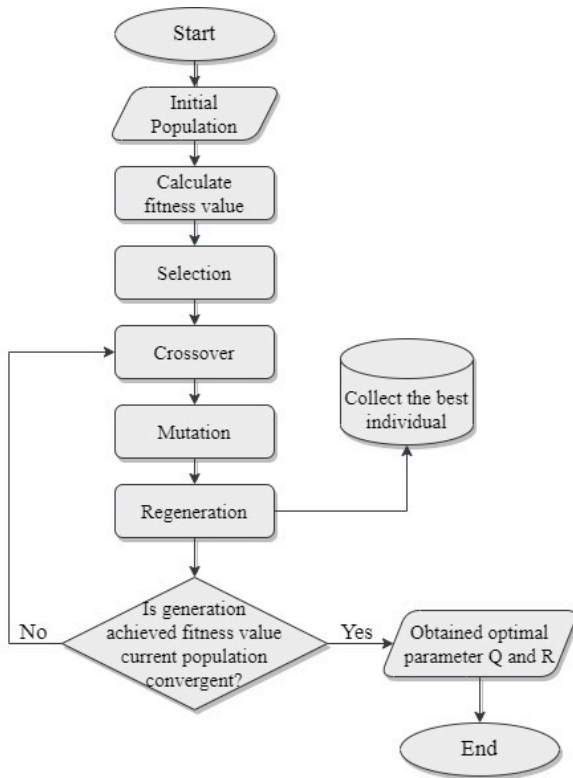 Start
Initial
Population
Calculate
fitness value
Selection
Crossover
Collect the best
individual
Mutation
Regeneration
Is generation
achieved fitness value
current population
convergent?
No
Yes
Obtained optimal
parameter Q and R
End